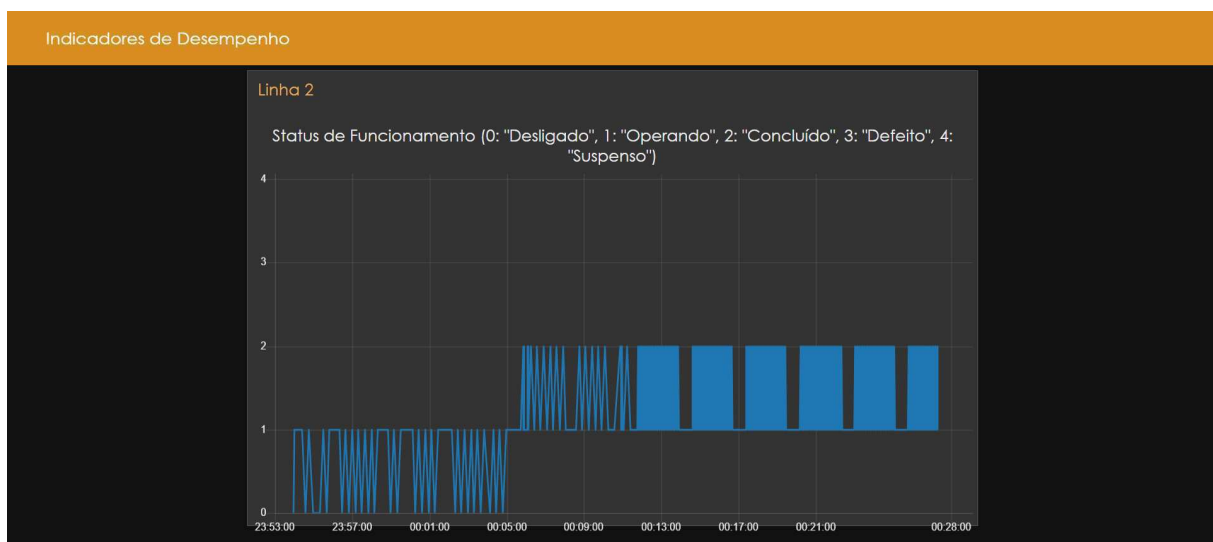 Indicadores de Desempenho
Linha 2
Status de Funcionamento (0: "Desligado", 1: "Operando", 2: "Concluído", 3: "Defeito", 4:
"Suspenso")
4
3
2
1
0
23:53:00 23:57:00 00:01:00 00:05:00 00:09:00 00:13:00 00:17:00 00:21:00 00:28:00